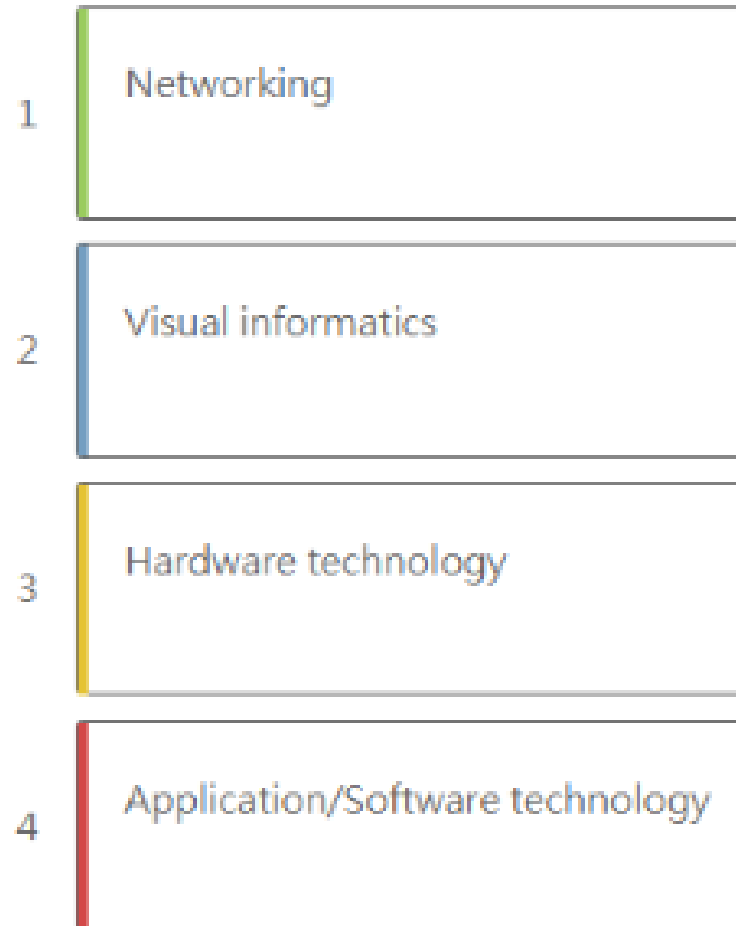 1 Networking
2 Visual informatics
3 Hardware technology
4 Application/Software technology